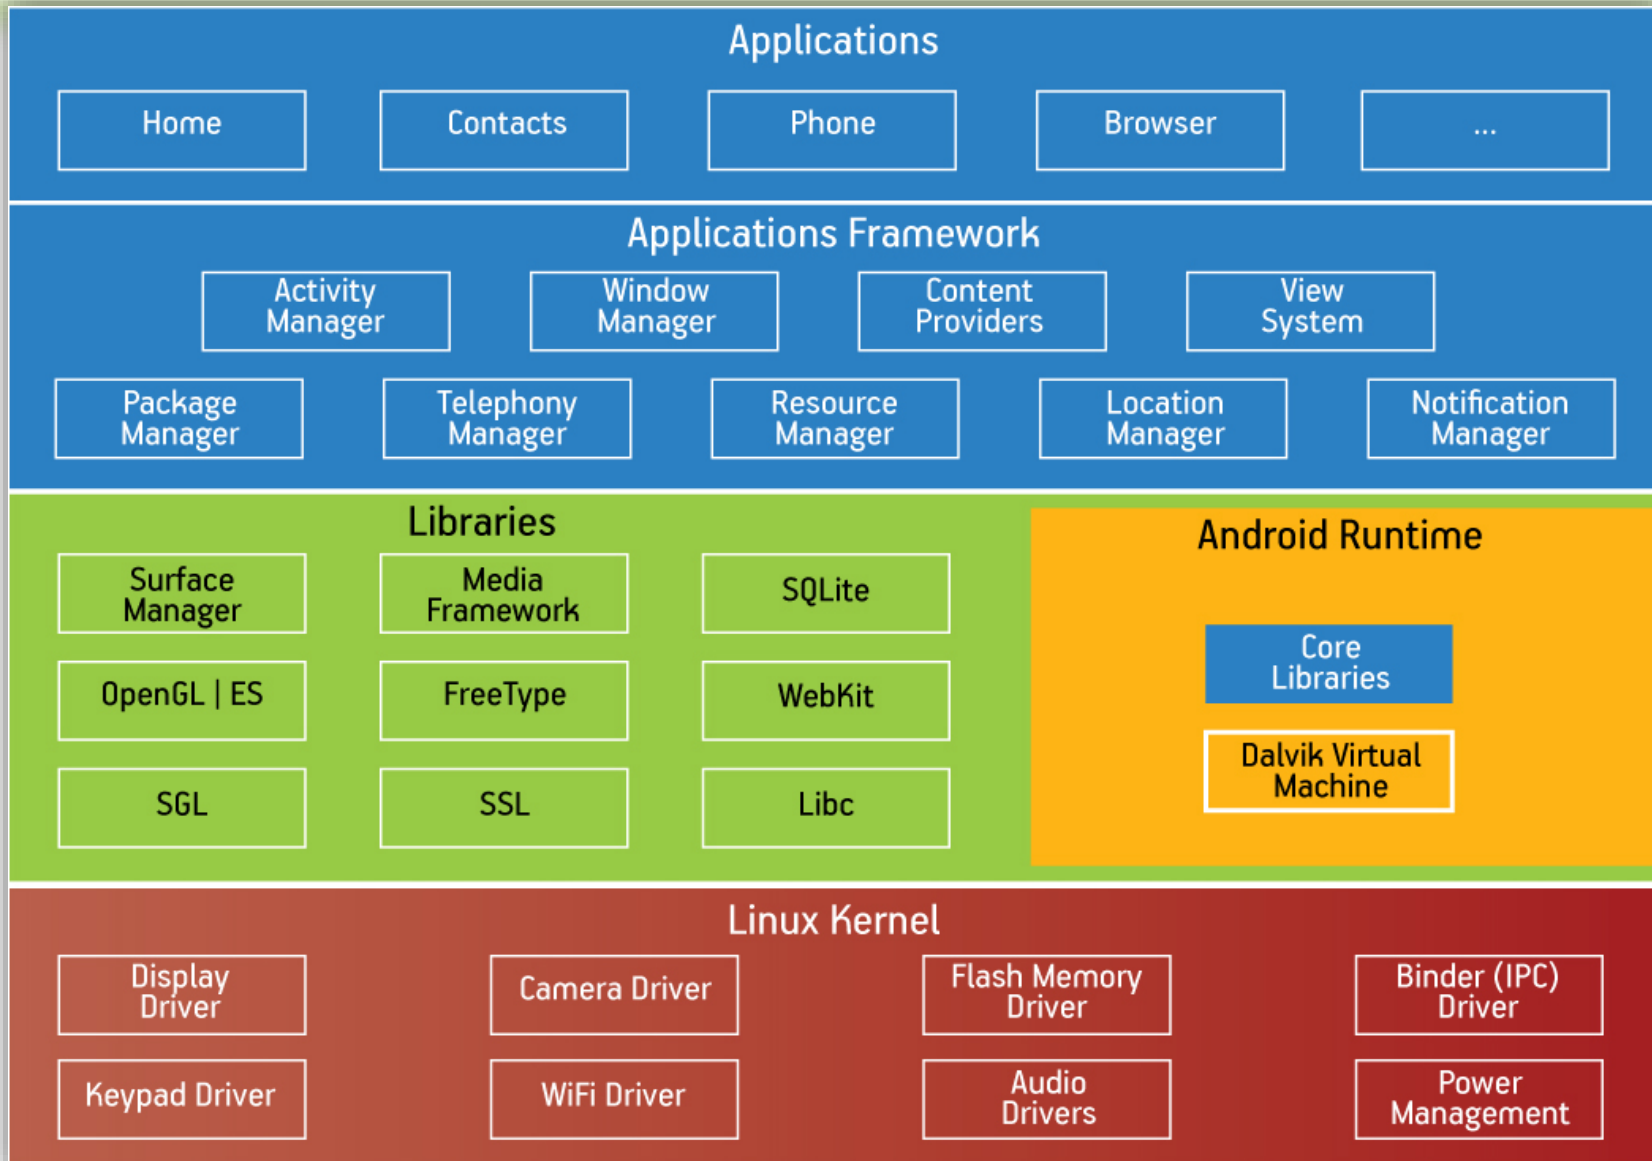 Applications
Home
Contacts
Phone
Browser
...
Applications Framework
Activity
Manager
Window
Manager
Content
Providers
View
System
Package
Manager
Telephony
Manager
Resource
Manager
Location
Manager
Notification
Manager
Libraries
Surface
Manager
Media
Framework
SQLite
OpenGL | ES
FreeType
WebKit
SGL
SSL
Libc
Android Runtime
Core
Libraries
Dalvik Virtual
Machine
Linux Kernel
Display
Driver
Camera Driver
Flash Memory
Driver
Binder (IPC)
Driver
Keypad Driver
WiFi Driver
Audio
Drivers
Power
Management